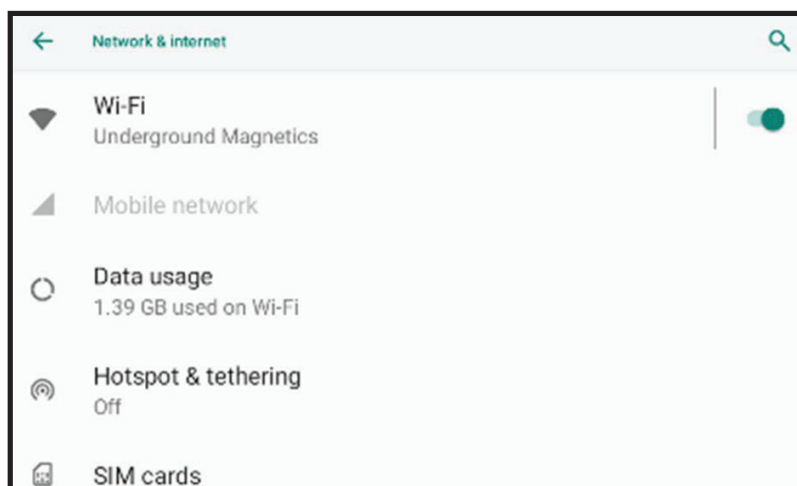 Network & internet
Wi-Fi
Underground Magnetics
Mobile network
Data usage
1.39 GB used on Wi-Fi
Hotspot & tethering
Off
SIM cards